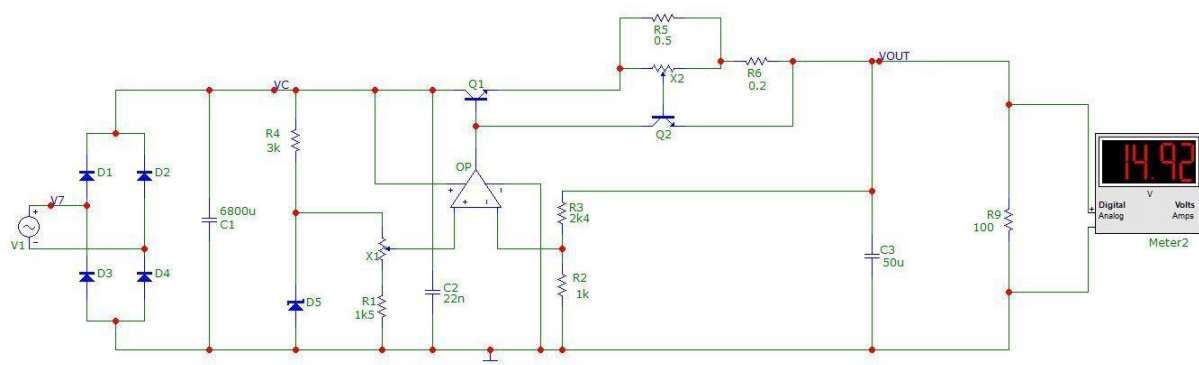 R5
0.5
X2
R6
0.2
VOUT
VC
Q1
Q2
R4
3k
OP
D1
D2
V7
V1
6800u
C1
D3
D4
X1
R3
2k4
R9
100
14.92
V
Digital Volts
Analog Amps
Meter2
C3
50u
D5
R1
1k5
C2
22n
R2
1k